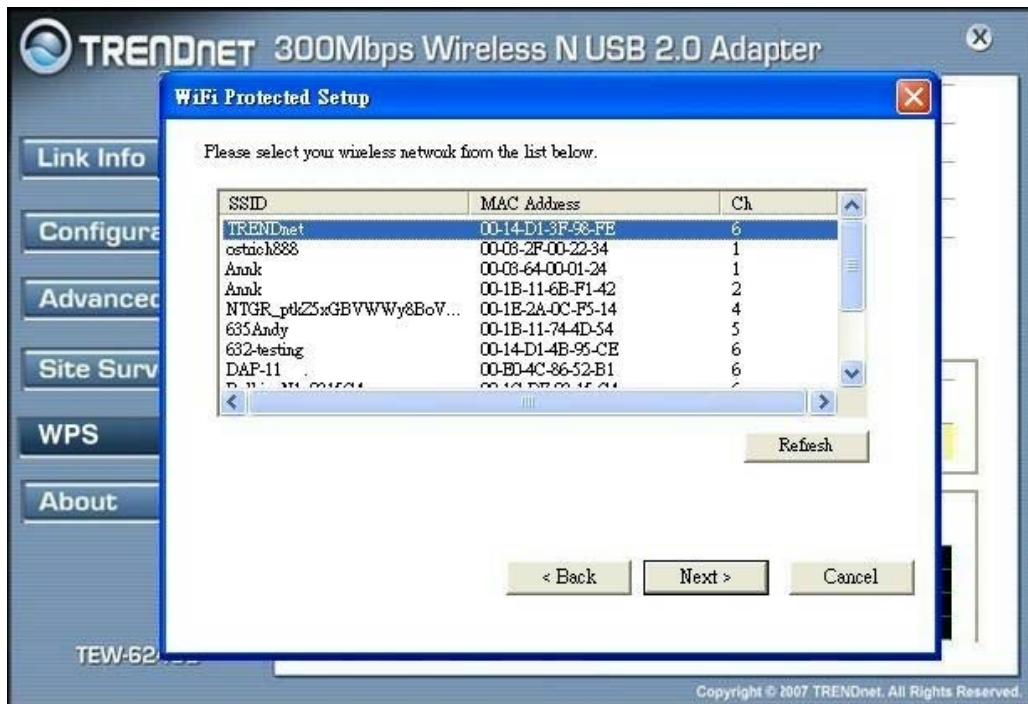 TRENDnet 300Mbps Wireless N USB 2.0 Adapter
WiFi Protected Setup
Please select your wireless network from the list below.
SSID MAC Address Ch
TRENDnet 00-14-D1-3F-98-FE 6
ostrich888 00-03-2F-00-22-34 1
Annk 00-03-64-00-01-24 1
Annk 00-1B-11-6B-F1-42 2
NTGR_ptkZ5xGBVWWy8BoV... 00-1E-2A-0C-F5-14 4
635Andy 00-1B-11-74-4D-54 5
632-testing 00-14-D1-4B-95-CE 6
DAP-11 . 00-E0-4C-86-52-B1 6
Refresh
< Back Next > Cancel
Link Info
Configura
Advanced
Site Surv
WPS
About
TEW-62
Copyright © 2007 TRENDnet. All Rights Reserved.